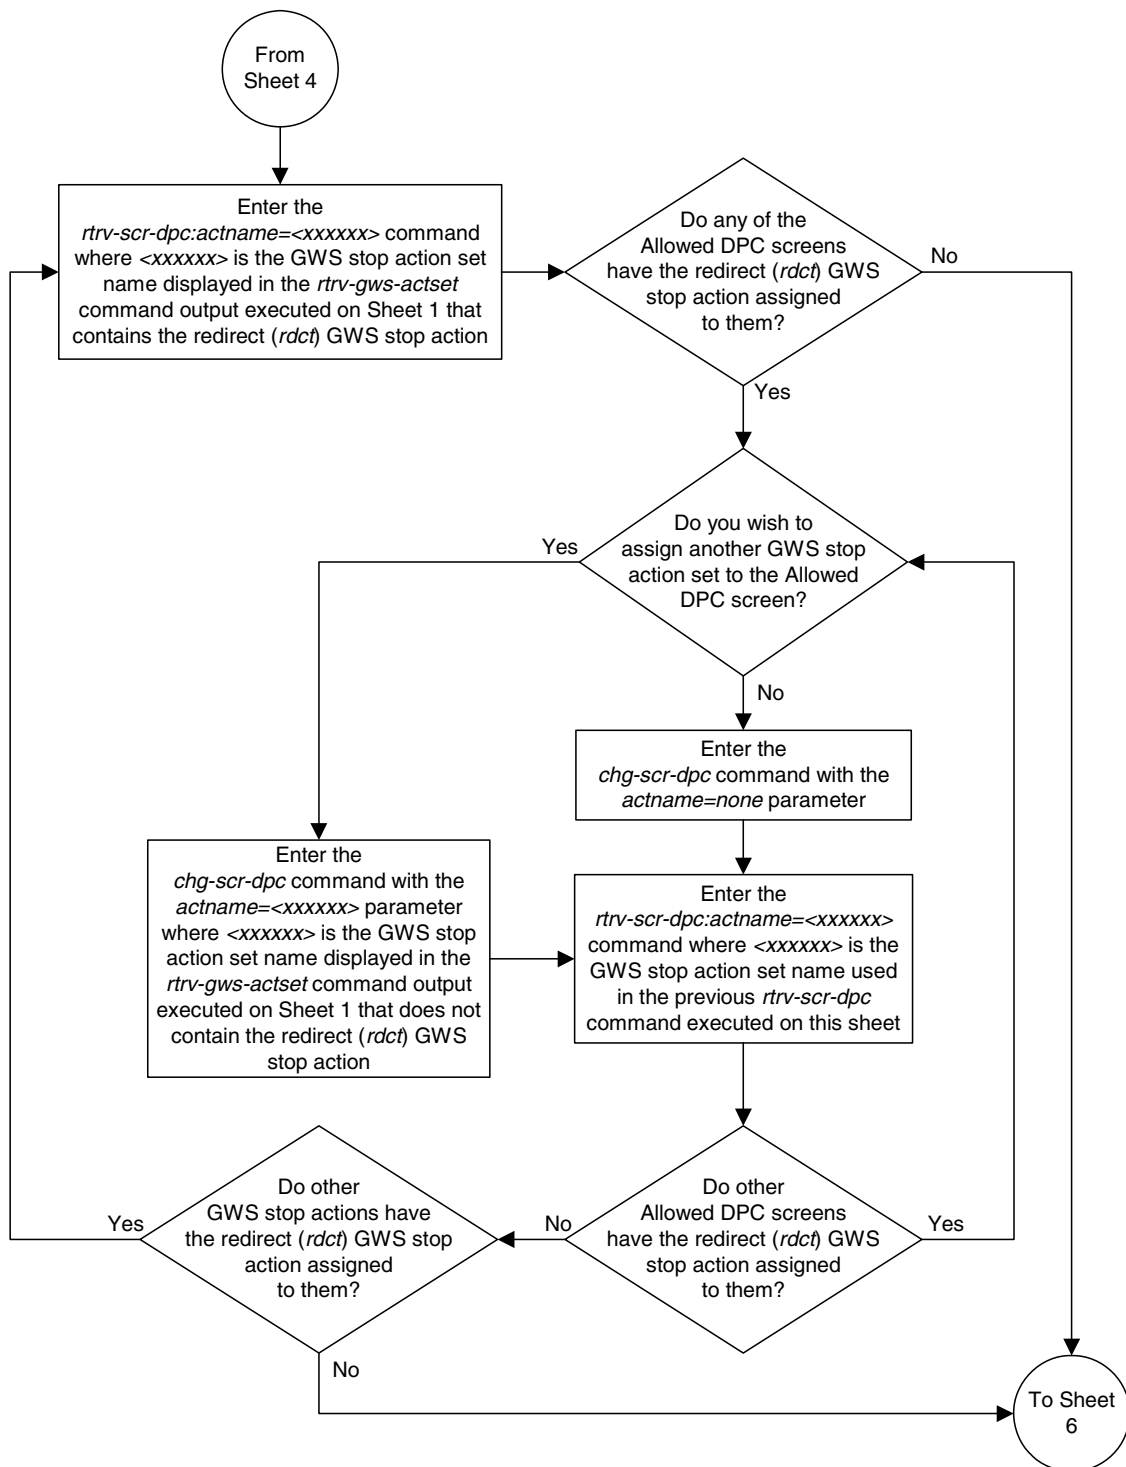 From
Sheet 4
Enter the
rtrv-scr-dpc:actname=<xxxxxx> command
where <xxxxxx> is the GWS stop action set
name displayed in the rtrv-gws-actset
command output executed on Sheet 1 that
contains the redirect (rdct) GWS stop action
Do any of the
Allowed DPC screens
have the redirect (rdct) GWS
stop action assigned
to them?
No
Yes
Do you wish to
assign another GWS stop
action set to the Allowed
DPC screen?
Yes
No
Enter the
chg-scr-dpc command with the
actname=none parameter
Enter the
chg-scr-dpc command with the
actname=<xxxxxx> parameter
where <xxxxxx> is the GWS stop
action set name displayed in the
rtrv-gws-actset command output
executed on Sheet 1 that does not
contain the redirect (rdct) GWS
stop action
Enter the
rtrv-scr-dpc:actname=<xxxxxx>
command where <xxxxxx> is the
GWS stop action set name used
in the previous rtrv-scr-dpc
command executed on this sheet
Do other
Allowed DPC screens
have the redirect (rdct) GWS
stop action assigned
to them?
Yes
No
Do other
GWS stop actions have
the redirect (rdct) GWS stop
action assigned
to them?
Yes
No
To Sheet
6